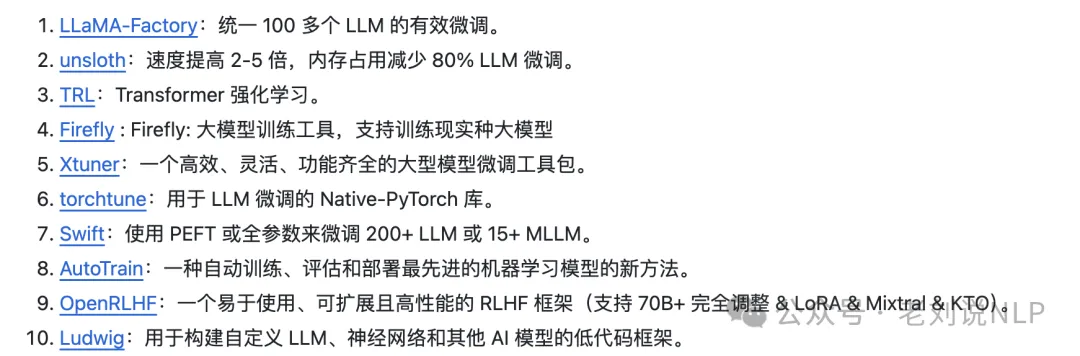 1. LLaMA-Factory：统一 100 多个 LLM 的有效微调。
2. unsloth：速度提高 2-5 倍，内存占用减少 80% LLM 微调。
3. TRL：Transformer 强化学习。
4. Firefly : Firefly: 大模型训练工具，支持训练现实种大模型
5. Xtuner：一个高效、灵活、功能齐全的大型模型微调工具包。
6. torchtune：用于 LLM 微调的 Native-PyTorch 库。
7. Swift：使用 PEFT 或全参数来微调 200+ LLM 或 15+ MLLM。
8. AutoTrain：一种自动训练、评估和部署最先进的机器学习模型的新方法。
9. OpenRLHF：一个易于使用、可扩展且高性能的 RLHF 框架（支持 70B+ 完全调整 & LoRA & Mixtral & KTO）。
公众号 · 老刘说NLP
10. Ludwig：用于构建自定义 LLM、神经网络和其他 AI 模型的低代码框架。